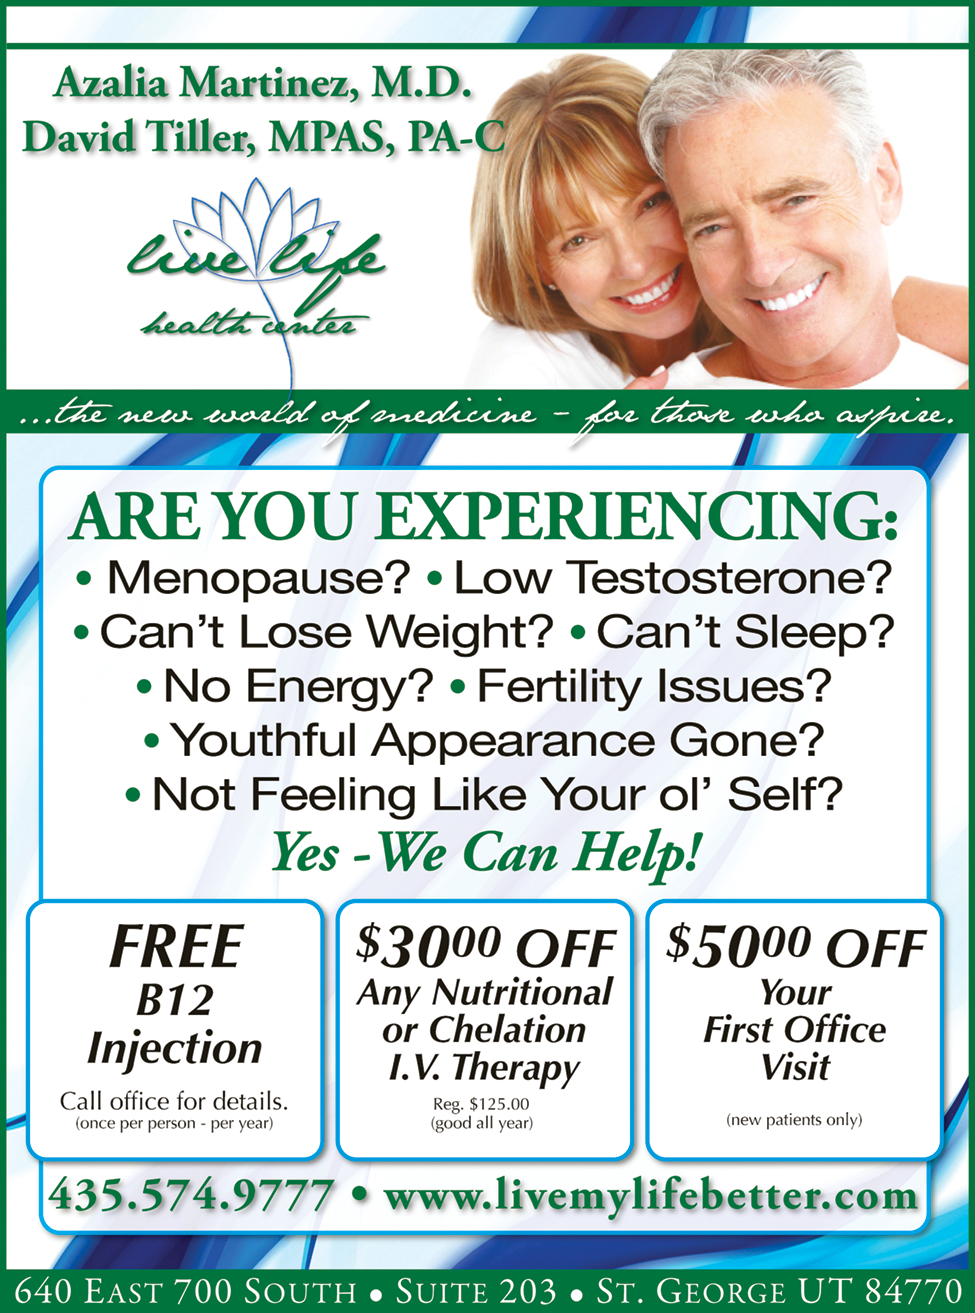 Azalia Martinez, M.D.
David Tiller, MPAS, PA-C
live life
health center
...the new world of medicine - for those who aspire.
ARE YOU EXPERIENCING:
• Menopause? • Low Testosterone?
• Can't Lose Weight? • Can't Sleep?
• No Energy? • Fertility Issues?
• Youthful Appearance Gone?
• Not Feeling Like Your ol' Self?
Yes - We Can Help!
FREE
B12
Injection
Call office for details.
(once per person - per year)
$3000 OFF
Any Nutritional
or Chelation
I.V. Therapy
Reg. $125.00
(good all year)
$5000 OFF
Your
First Office
Visit
(new patients only)
435.574.9777 • www.livemylifebetter.com
640 EAST 700 SOUTH • SUITE 203 • ST. GEORGE UT 84770